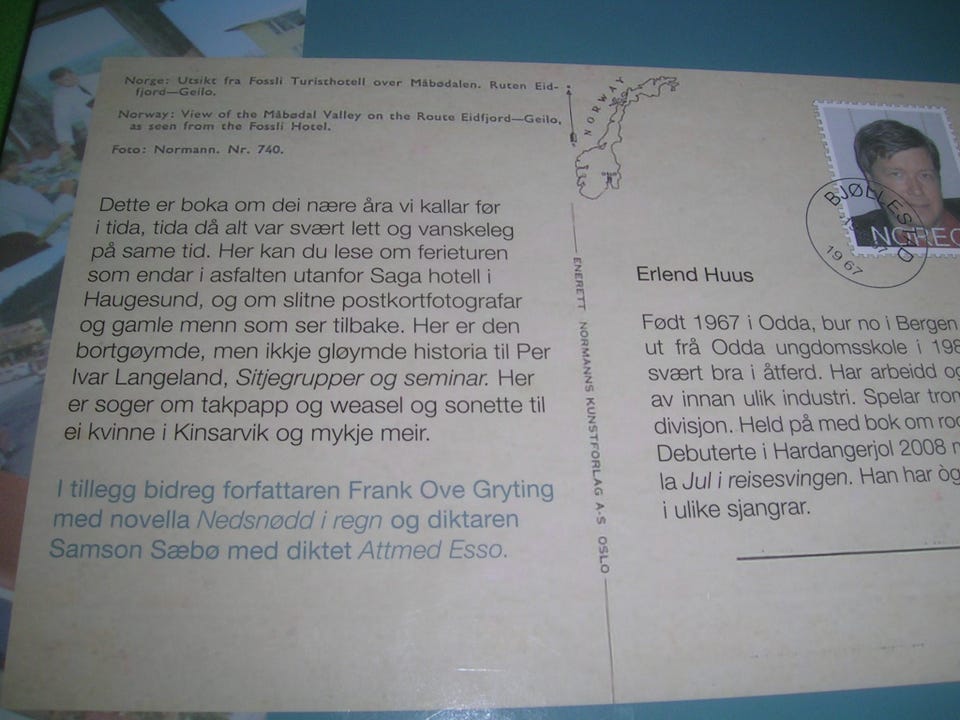 Norge: Utsikt fra Fossli Turisthotell over Måbødalen. Ruten Eid-
fjord—Geilo.
Norway: View of the Måbødal Valley on the Route Eidfjord—Geilo,
as seen from the Fossli Hotel.
Foto: Normann. Nr. 740.
Dette er boka om dei nære åra vi kallar før
i tida, tida då alt var svært lett og vanskeleg
på same tid. Her kan du lese om ferieturen
som endar i asfalten utanfor Saga hotell i
Haugesund, og om slitne postkortfotografar
og gamle menn som ser tilbake. Her er den
bortgøymde, men ikkje gløymde historia til Per
Ivar Langeland, Sitjegrupper og seminar. Her
er soger om takpapp og weasel og sonette til
ei kvinne i Kinsarvik og mykje meir.
I tillegg bidreg forfattaren Frank Ove Gryting
med novella Nedsnødd i regn og diktaren
Samson Sæbø med diktet Attmed Esso.
NORWAY
ENERETT NORMANNS KUNSTFORLAG A-S OSLO
NOREG
1967
Erlend Huus
Født 1967 i Odda, bur no i Bergen
ut frå Odda ungdomsskole i 198
svært bra i åtferd. Har arbeidd og
av innan ulik industri. Spelar tron
divisjon. Held på med bok om roc
Debuterte i Hardangerjol 2008 m
la Jul i reisesvingen. Han har òg
i ulike sjangrar.